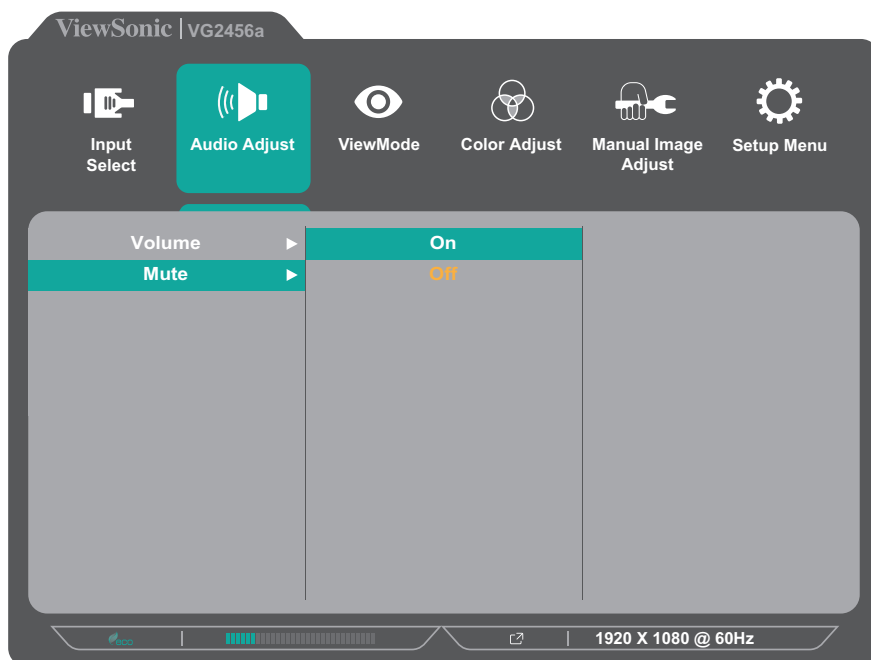 ViewSonic | VG2456a
Input Select
Audio Adjust
ViewMode
Color Adjust
Manual Image Adjust
Setup Menu
Volume
On
Mute
Off
eco
1920 X 1080 @ 60Hz